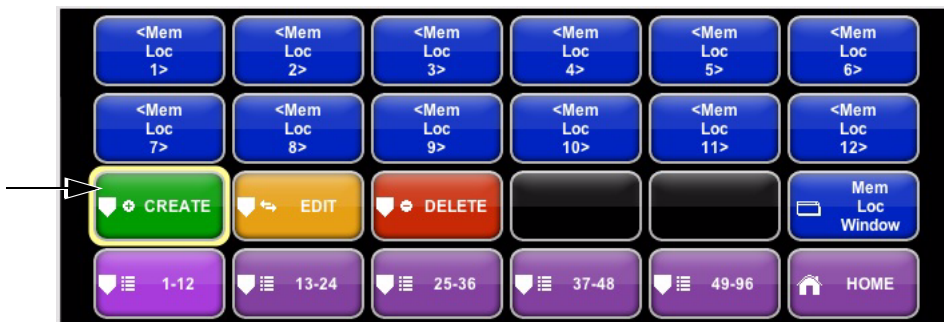 <Mem
Loc
1>
<Mem
Loc
2>
<Mem
Loc
3>
<Mem
Loc
4>
<Mem
Loc
5>
<Mem
Loc
6>
<Mem
Loc
7>
<Mem
Loc
8>
<Mem
Loc
9>
<Mem
Loc
10>
<Mem
Loc
11>
<Mem
Loc
12>
CREATE
EDIT
DELETE
Mem
Loc
Window
1-12
13-24
25-36
37-48
49-96
HOME